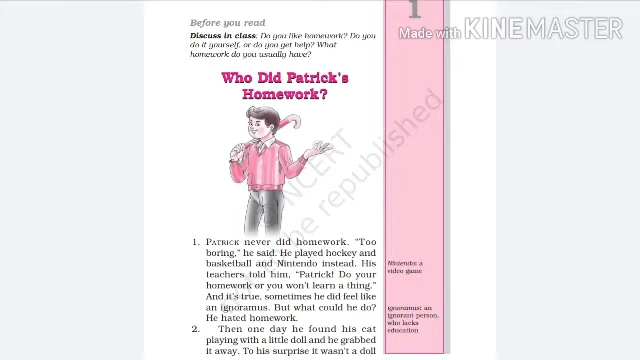 Before you read
Discuss in class: Do you like homework? Do you
do it yourself, or do you get help? What
homework do you usually have?
1
Made with KINEMASTER
Who Did Patrick's
Homework?
1. PATRICK never did homework. "Too
boring," he said. He played hockey and
basketball and Nintendo instead. His
teachers told him, "Patrick! Do your
homework or you won't learn a thing."
And it's true, sometimes he did feel like
an ignoramus. But what could he do?
He hated homework.
2. Then one day he found his cat
playing with a little doll and he grabbed
it away. To his surprise it wasn't a doll
Nintendo: a
video game
ignoramus: an
ignorant person,
who lacks
education
NCERT
be republished